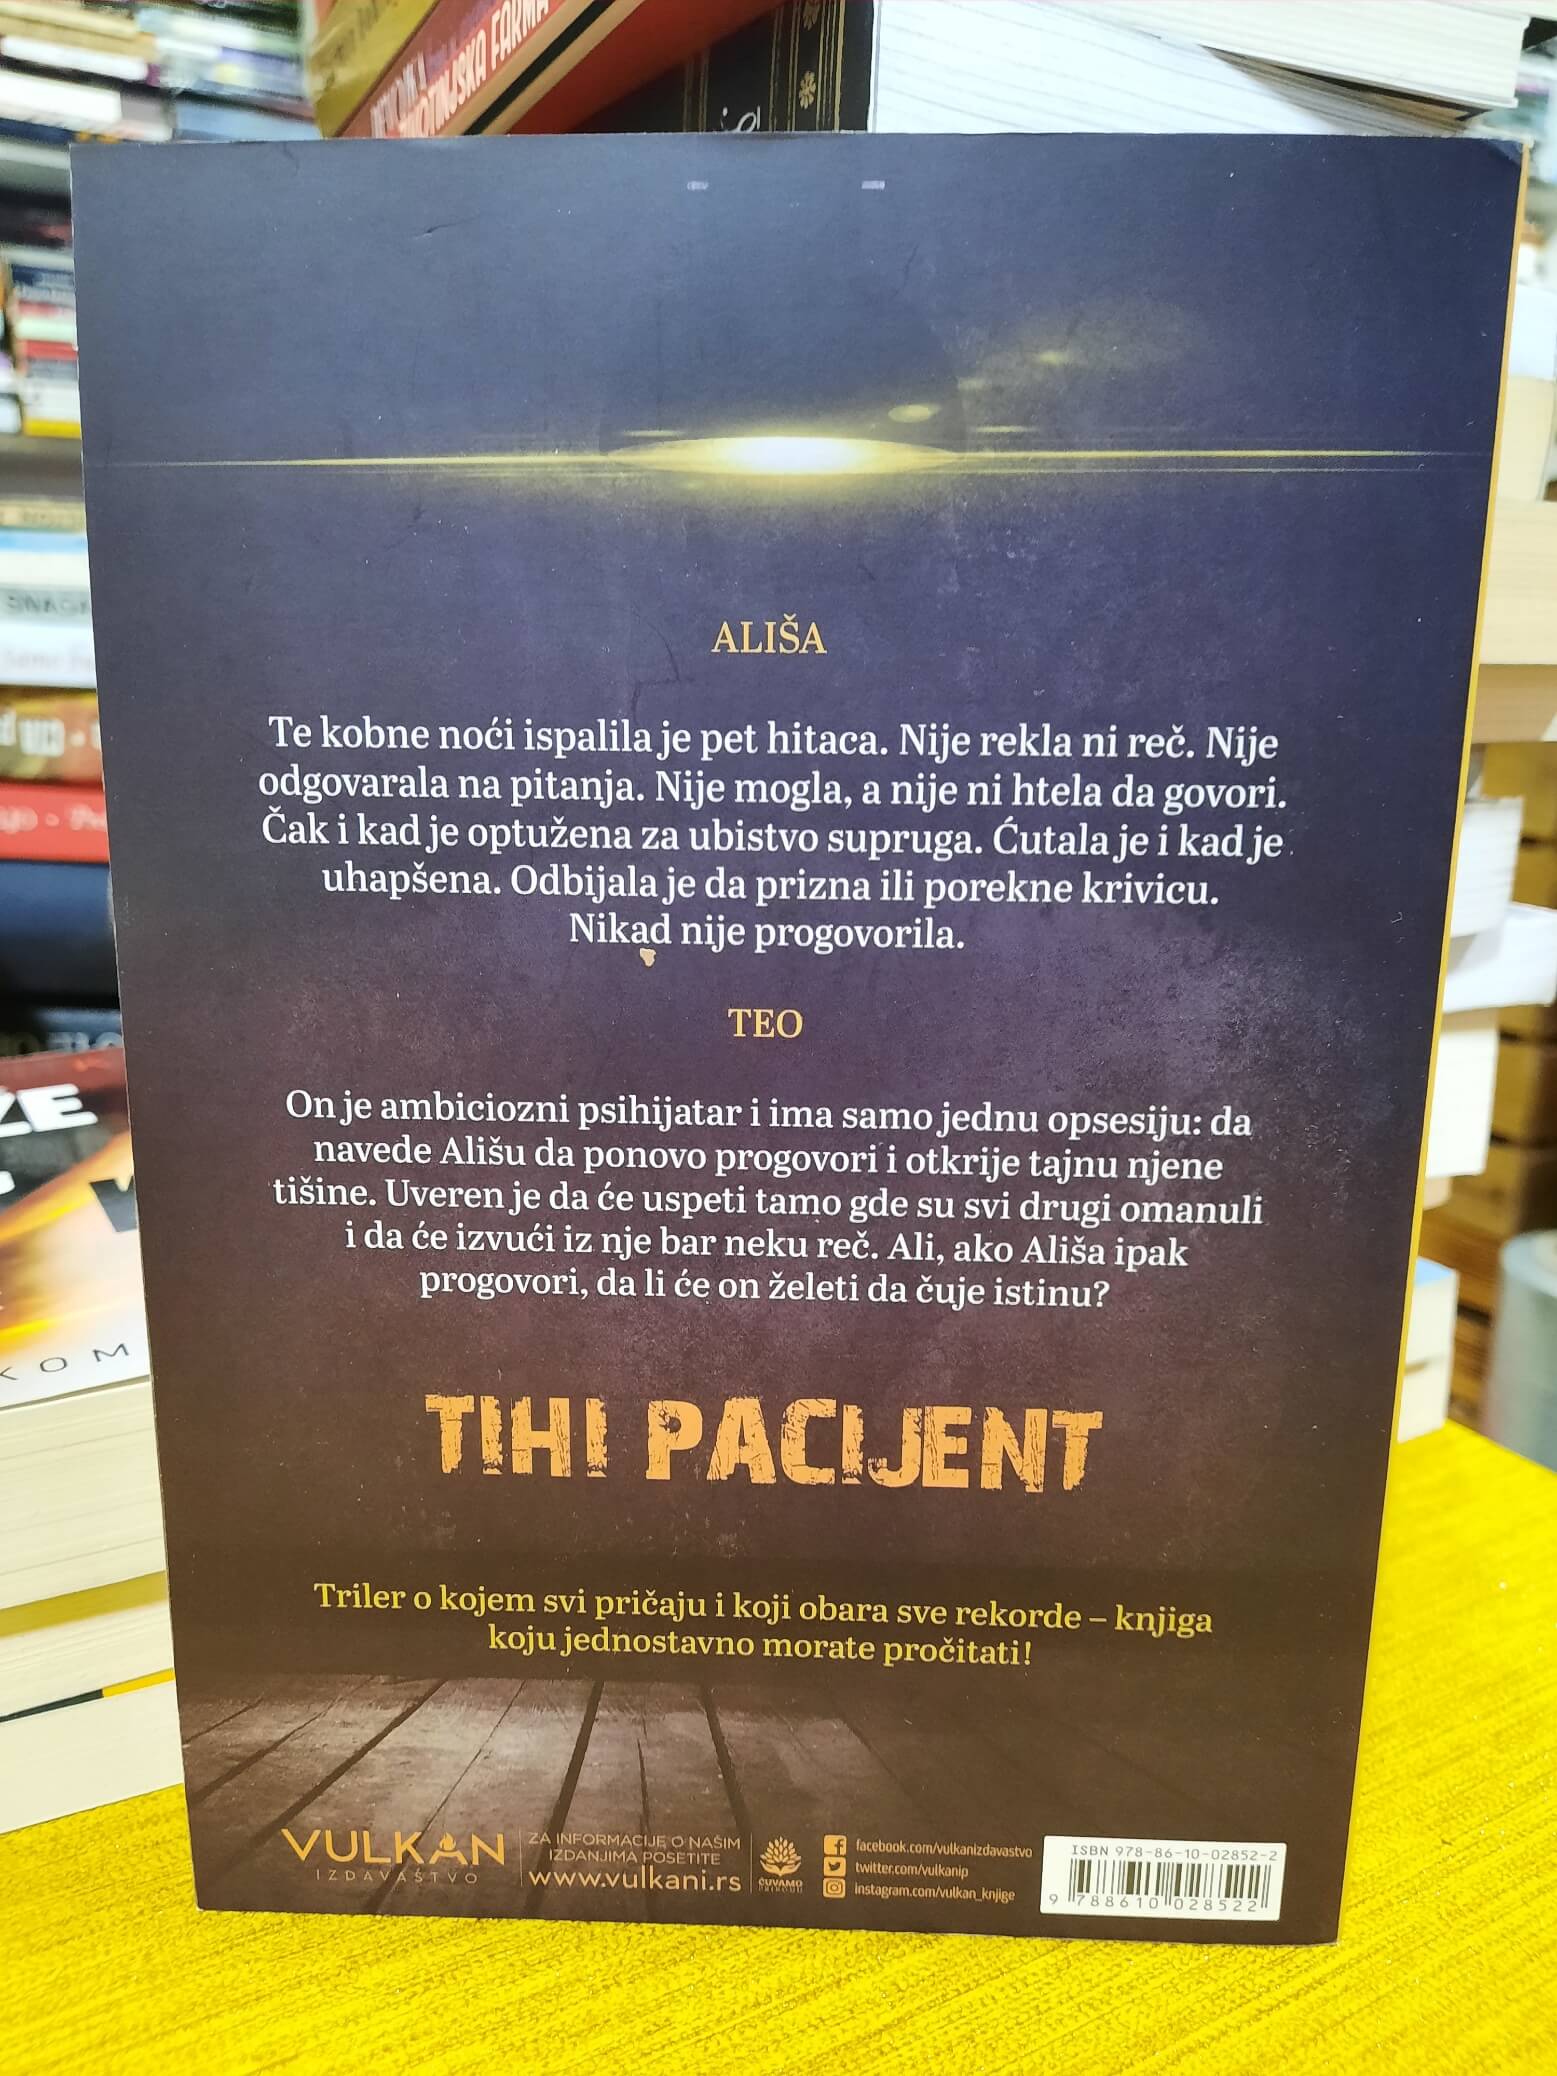 ŽIVOTINJSKA FARMA
SNAGA
ALIŠA
Te kobne noći ispalila je pet hitaca. Nije rekla ni reč. Nije
odgovarala na pitanja. Nije mogla, a nije ni htela da govori.
Čak i kad je optužena za ubistvo supruga. Ćutala je i kad je
uhapšena. Odbijala je da prizna ili porekne krivicu.
Nikad nije progovorila.
TEO
On je ambiciozni psihijatar i ima samo jednu opsesiju: da
navede Ališu da ponovo progovori i otkrije tajnu njene
tišine. Uveren je da će uspeti tamo gde su svi drugi omanuli
i da će izvući iz nje bar neku reč. Ali, ako Ališa ipak
progovori, da li će on želeti da čuje istinu?
TIHI PACIJENT
Triler o kojem svi pričaju i koji obara sve rekorde – knjiga
koju jednostavno morate pročitati!
VULKAN
IZDAVAŠTVO
ZA INFORMACIJE O NAŠIM
IZDANJIMA POSETITE
www.vulkani.rs
ČUVAMO
PRIRODU
facebook.com/vulkanizdavastvo
twitter.com/vulkanip
instagram.com/vulkan_knjige
ISBN 978-86-10-02852-2
9 788610 028522